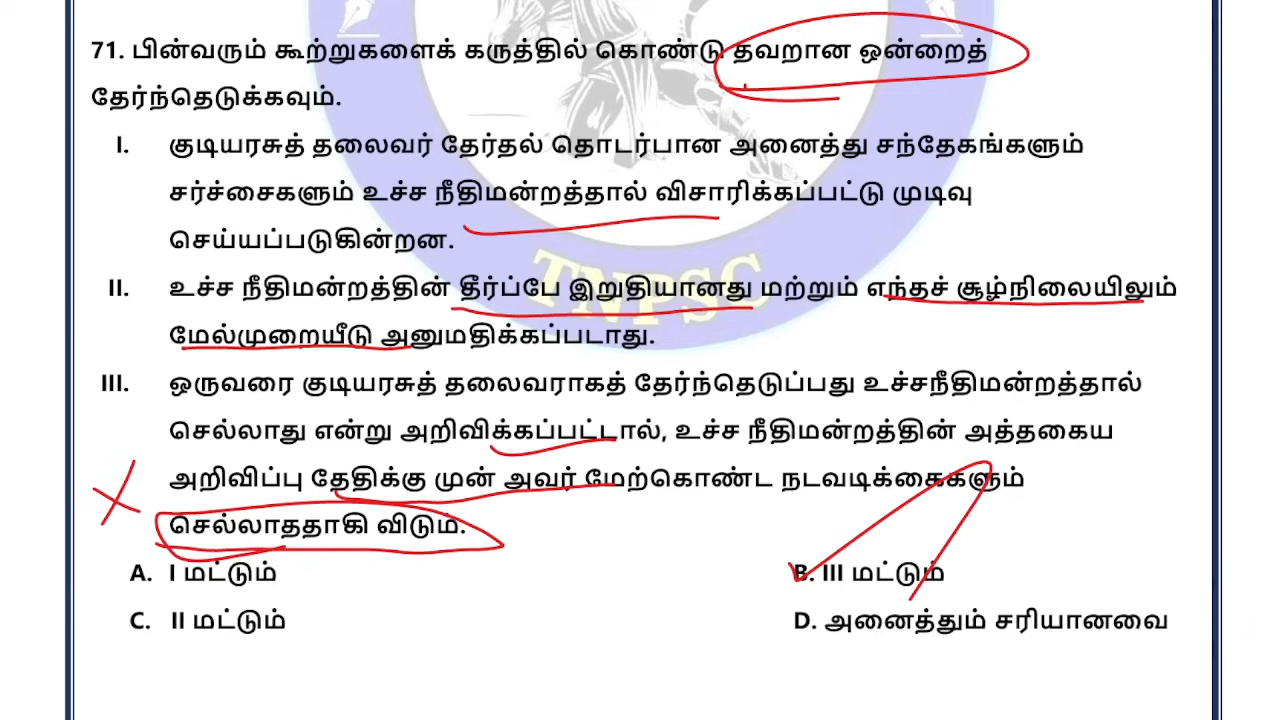 71. பின்வரும் கூற்றுகளைக் கருத்தில் கொண்டு தவறான ஒன்றைத்
தேர்ந்தெடுக்கவும்.
I. குடியரசுத் தலைவர் தேர்தல் தொடர்பான அனைத்து சந்தேகங்களும்
சர்ச்சைகளும் உச்ச நீதிமன்றத்தால் விசாரிக்கப்பட்டு முடிவு
செய்யப்படுகின்றன.
II. உச்ச நீதிமன்றத்தின் தீர்ப்பே இறுதியானது மற்றும் எந்தச் சூழ்நிலையிலும்
மேல்முறையீடு அனுமதிக்கப்படாது.
TNPSC
III. ஒருவரை குடியரசுத் தலைவராகத் தேர்ந்தெடுப்பது உச்சநீதிமன்றத்தால்
செல்லாது என்று அறிவிக்கப்பட்டால், உச்ச நீதிமன்றத்தின் அத்தகைய
அறிவிப்பு தேதிக்கு முன் அவர் மேற்கொண்ட நடவடிக்கைகளும்
செல்லாததாகி விடும்.
A. I மட்டும் B. III மட்டும்
C. II மட்டும் D. அனைத்தும் சரியானவை